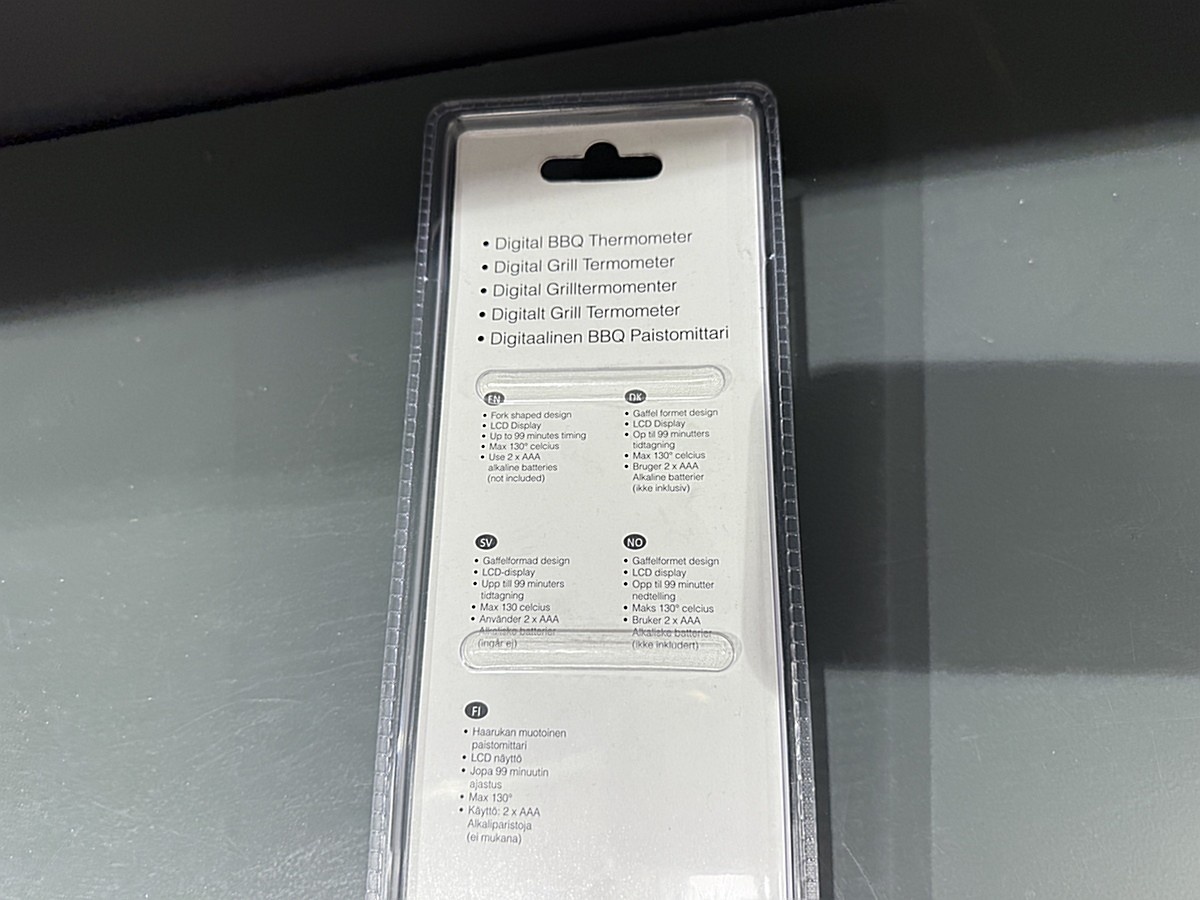 • Digital BBQ Thermometer
• Digital Grill Termometer
• Digital Grilltermomenter
• Digitalt Grill Termometer
• Digitaalinen BBQ Paistomittari
EN
• Fork shaped design
• LCD Display
• Up to 99 minutes timing
• Max 130° celcius
• Use 2 x AAA
alkaline batteries
(not included)
DK
• Gaffel formet design
• LCD Display
• Op til 99 minutters
tidtagning
• Max 130° celcius
• Bruger 2 x AAA
Alkaline batterier
(ikke inklusiv)
SV
• Gaffelformad design
• LCD-display
• Upp till 99 minuters
tidtagning
• Max 130 celcius
• Använder 2 x AAA
Alkaliska batterier
(ingår ej)
NO
• Gaffelformet design
• LCD display
• Opp til 99 minutter
nedtelling
• Maks 130° celcius
• Bruker 2 x AAA
Alkaliske batterier
(ikke inkludert)
FI
• Haarukan muotoinen
paistomittari
• LCD näyttö
• Jopa 99 minuutin
ajastus
• Max 130°
• Käyttö: 2 x AAA
Alkaliparistoja
(ei mukana)